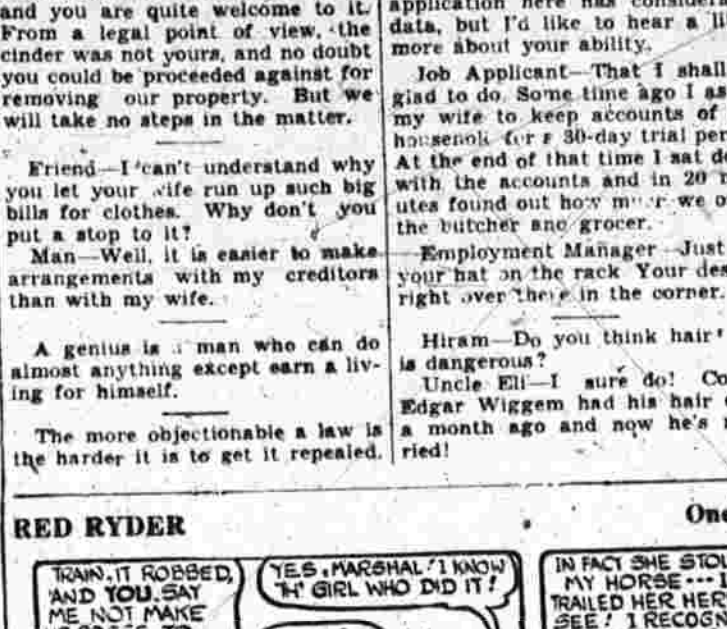 and you are quite welcome to it.
From a legal point of view, the
cinder was not yours, and no doubt
you could be proceeded against for
removing our property. But we
will take no steps in the matter.
Friend—I can't understand why
you let your wife run up such big
bills for clothes. Why don't you
put a stop to it?
Man—Well, it is easier to make
arrangements with my creditors
than with my wife.
A genius is a man who can do
almost anything except earn a liv-
ing for himself.
The more objectionable a law is
the harder it is to get it repealed.
application here has
data, but I'd like to hear a
more about your ability.
Job Applicant—That I shall
glad to do. Some time ago I
my wife to keep accounts of
for a 30-day trial
At the end of that time I sat
with the accounts and in 20
utes found out how we
the butcher and grocer.
Employment Manager—Just
your hat on the rack Your
right over there in the corner.
Hiram—Do you think
is dangerous?
Uncle Eli—I sure do!
Edgar Wiggem had his hair
a month ago and now he's
ried!
RED RYDER
TRAIN, IT ROBBED,
AND YOU SAY
ME NOT MAKE
YES, MARSHAL! I KNOW
TH' GIRL WHO DID IT!
IN FACT SHE
MY HORSE---
TRAILED HER
SEE! I